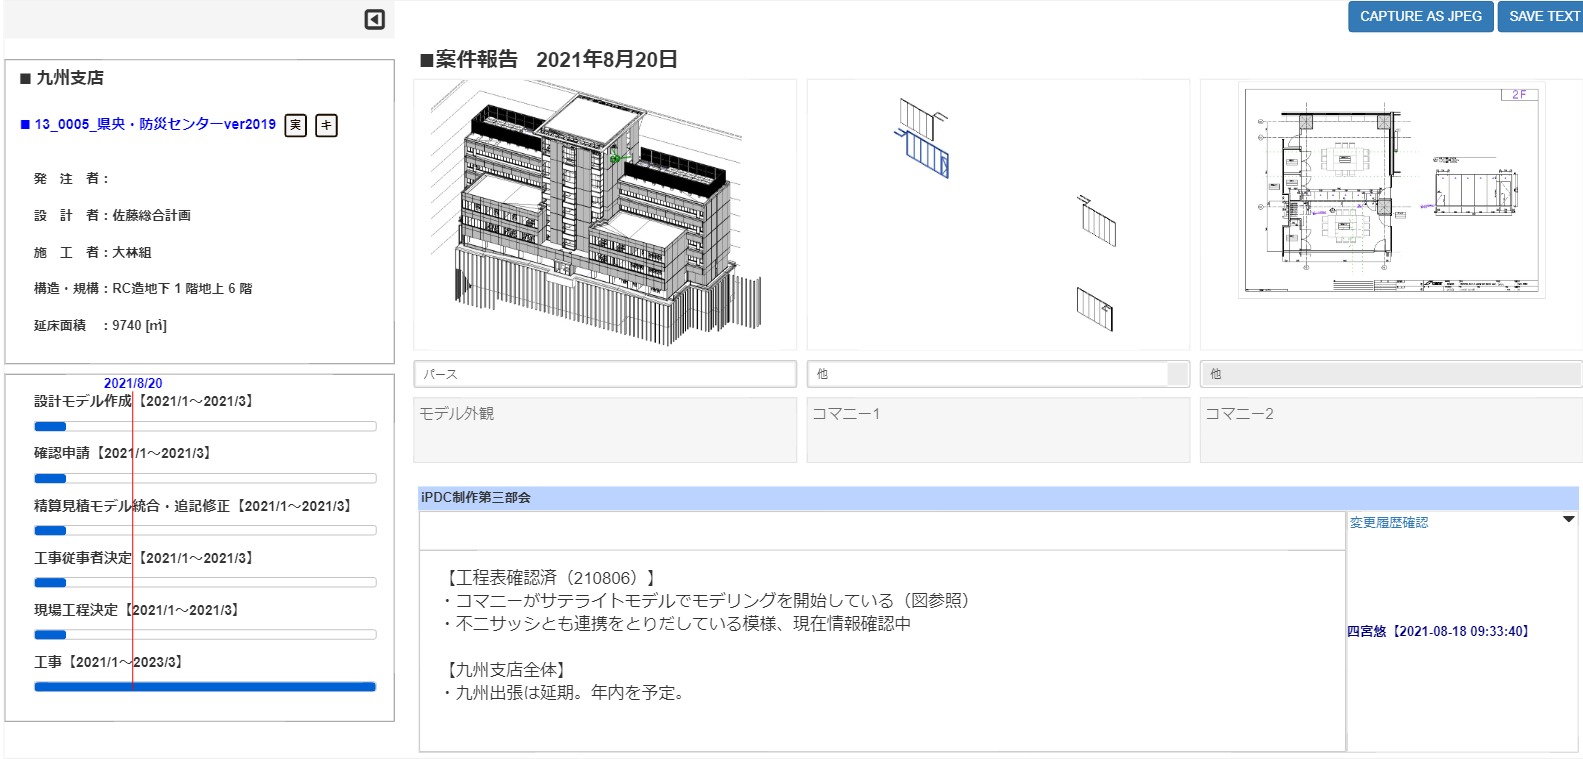 CAPTURE AS JPEG
SAVE TEXT
■ 九州支店
■ 13_0005_県央・防災センターver2019 実 キ
発 注 者：
設 計 者：佐藤総合計画
施 工 者：大林組
構造・規模：RC造地下１階地上６階
延床面積 ：9740 [㎡]
2021/8/20
設計モデル作成【2021/1～2021/3】
確認申請【2021/1～2021/3】
精算見積モデル統合・追記修正【2021/1～2021/3】
工事従事者決定【2021/1～2021/3】
現場工程決定【2021/1～2021/3】
工事【2021/1～2023/3】
■案件報告 2021年8月20日
2F
パース
他
他
モデル外観
コマニー1
コマニー2
iPDC制作第三部会
【工程表確認済（210806）】
・コマニーがサテライトモデルでモデリングを開始している（図参照）
・不二サッシとも連携をとりだしている模様、現在情報確認中
【九州支店全体】
・九州出張は延期。年内を予定。
変更履歴確認
四宮悠【2021-08-18 09:33:40】